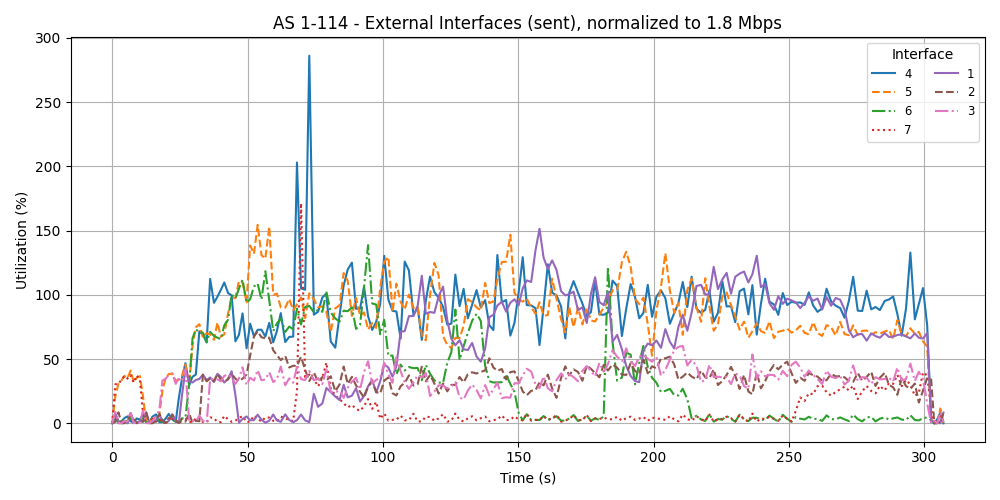 AS 1-114 - External Interfaces (sent), normalized to 1.8 Mbps
Utilization (%)
300
250
200
150
100
50
0
0 50 100 150 200 250 300
Time (s)
Interface
4 1
5 2
6 3
7